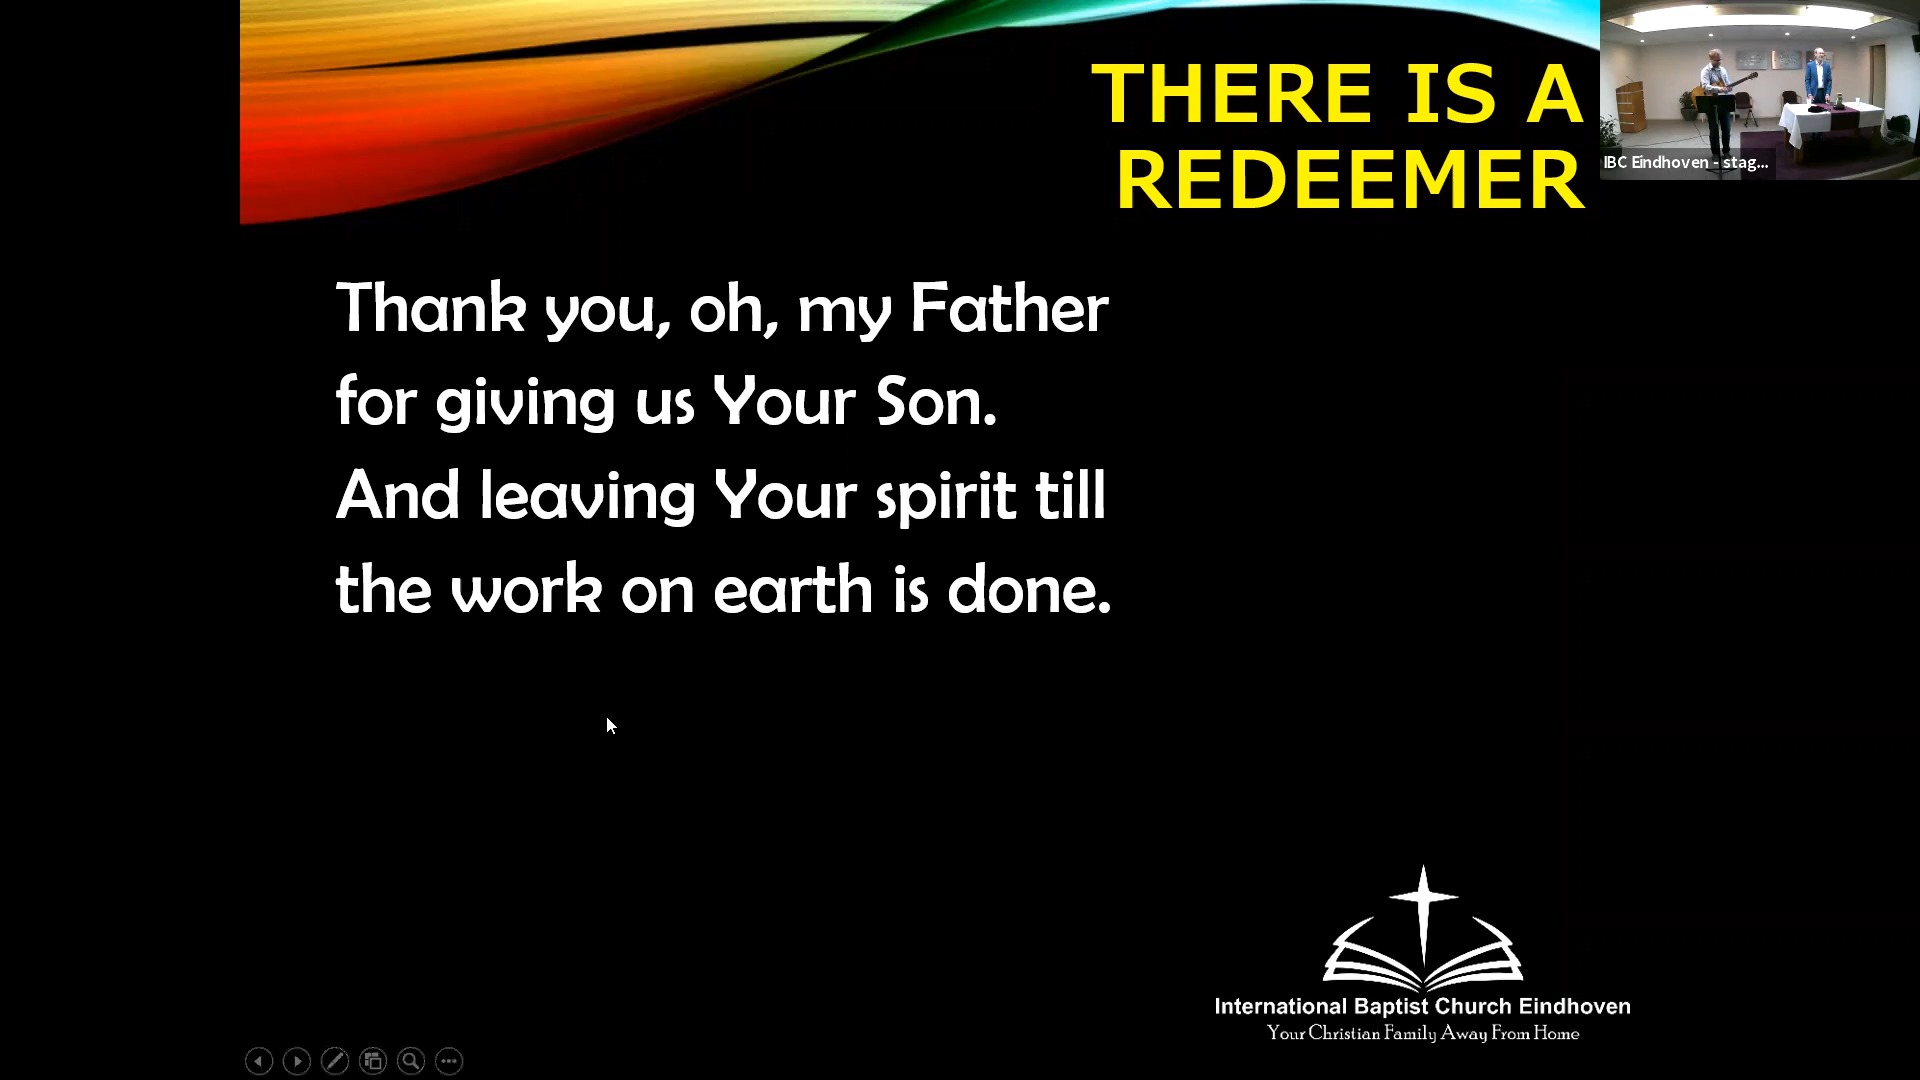 THERE IS A
REDEEMER
IBC Eindhoven - stag...
Thank you, oh, my Father
for giving us Your Son.
And leaving Your spirit till
the work on earth is done.
International Baptist Church Eindhoven
Your Christian Family Away From Home